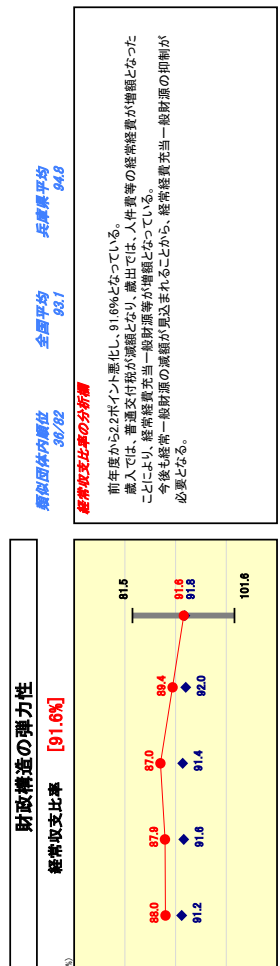 財政構造の弾力性
経常収支比率 [91.6%]
%)
88.0
87.9
87.0
89.4
91.6
91.2
91.6
91.4
92.0
91.8
81.5
101.6
類似団体内順位
36/82
全国平均
93.1
兵庫県平均
94.8
経常収支比率の分析欄
前年度から2.2ポイント悪化し、91.6%となっている。
歳入では、普通交付税が減額となり、歳出では、人件費等の経常経費が増額となった
ことにより、経常経費充当一般財源等が増額となっている。
今後も経常一般財源の減額が見込まれることから、経常経費充当一般財源の抑制が
必要となる。